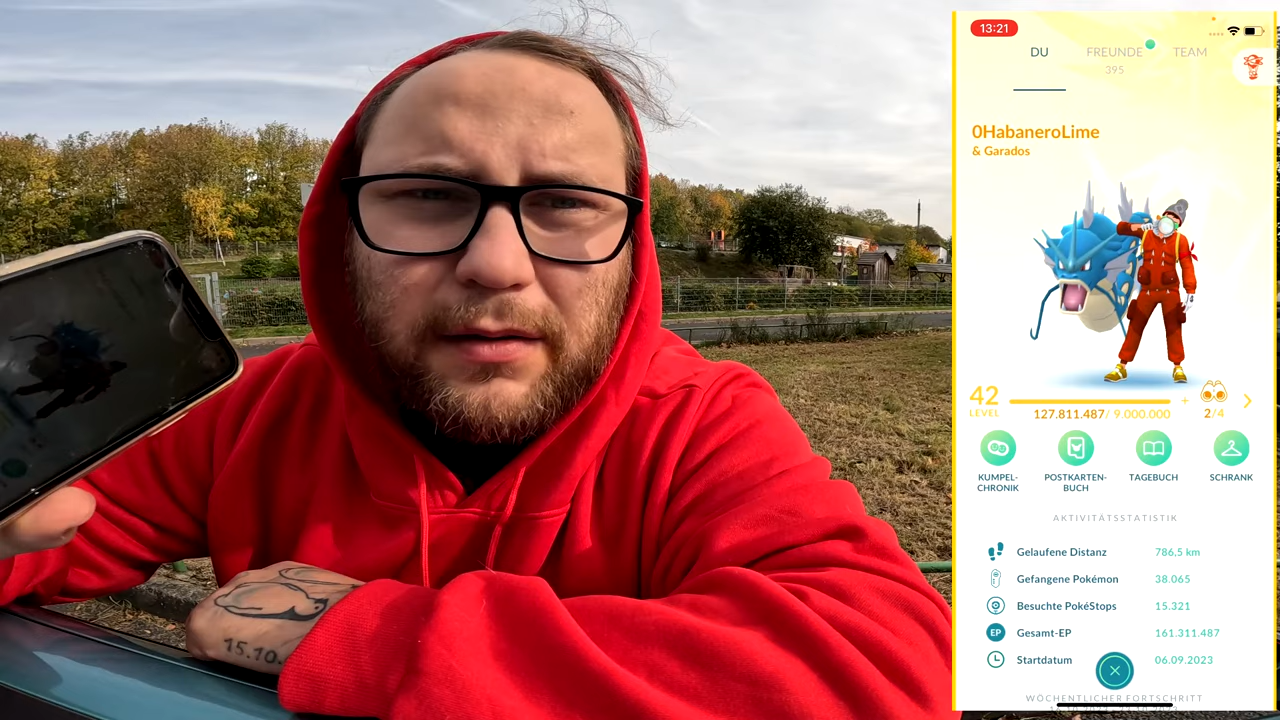 15.10.
13:21
DU
FREUNDE
TEAM
395
0HabaneroLime
& Garados
42
LEVEL
127.811.487/ 9.000.000
+
2/4
KUMPEL-
CHRONIK
POSTKARTEN-
BUCH
TAGEBUCH
SCHRANK
AKTIVITÄTSSTATISTIK
Gelaufene Distanz 786,5 km
Gefangene Pokémon 38.065
Besuchte PokéStops 15.321
EP Gesamt-EP 161.311.487
Startdatum 06.09.2023
WÖCHENTLICHER FORTSCHRITT